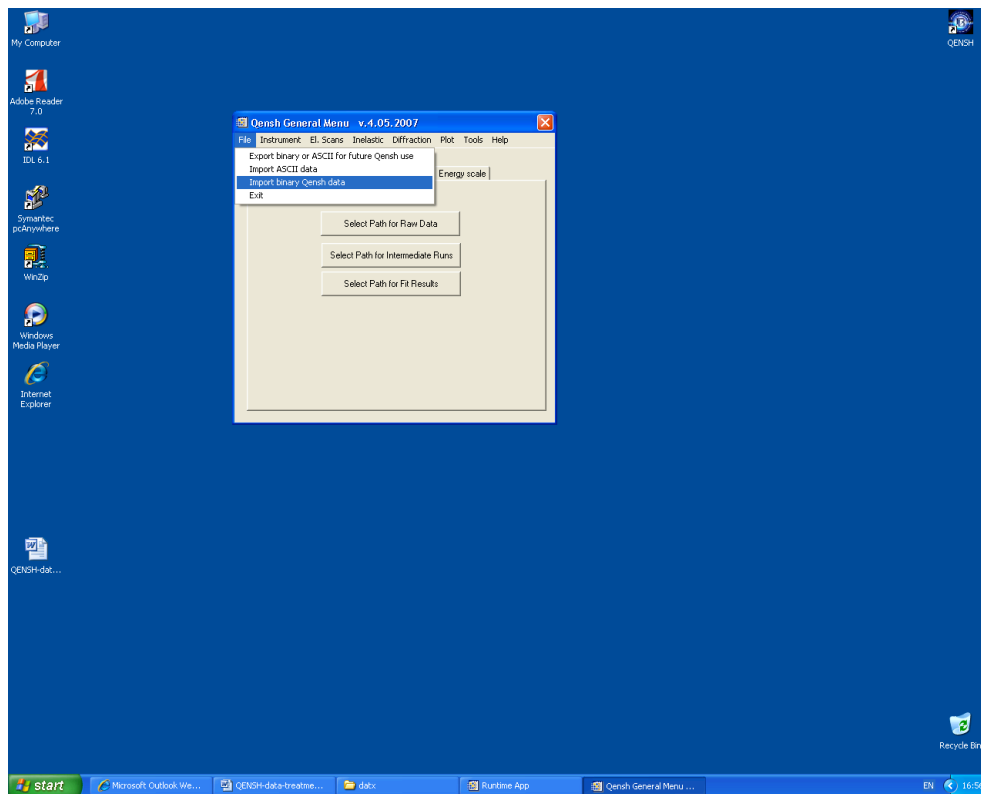 My Computer
QENSH
Adobe Reader
7.0
IDL 6.1
Symantec
pcAnywhere
WinZip
Windows
Media Player
Internet
Explorer
QENSH-dat...
Qensh General Menu v.4.05.2007
File Instrument El. Scans Inelastic Diffraction Plot Tools Help
Export binary or ASCII for future Qensh use
Import ASCII data
Import binary Qensh data
Exit
Energy scale
Select Path for Raw Data
Select Path for Intermediate Runs
Select Path for Fit Results
Recycle Bin
start
Microsoft Outlook We...
QENSH-data-treatme...
datx
Runtime App
Qensh General Menu ...
EN